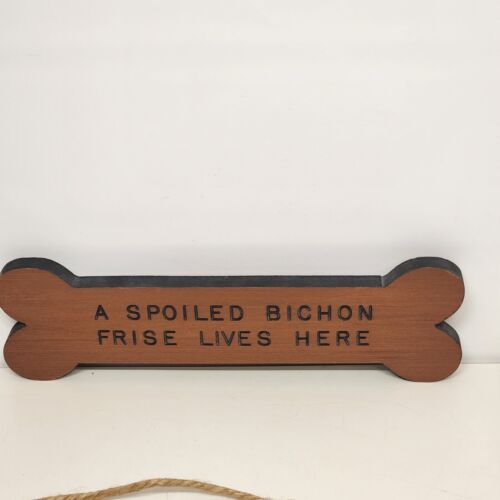 A SPOILED BICHON
FRISE LIVES HERE